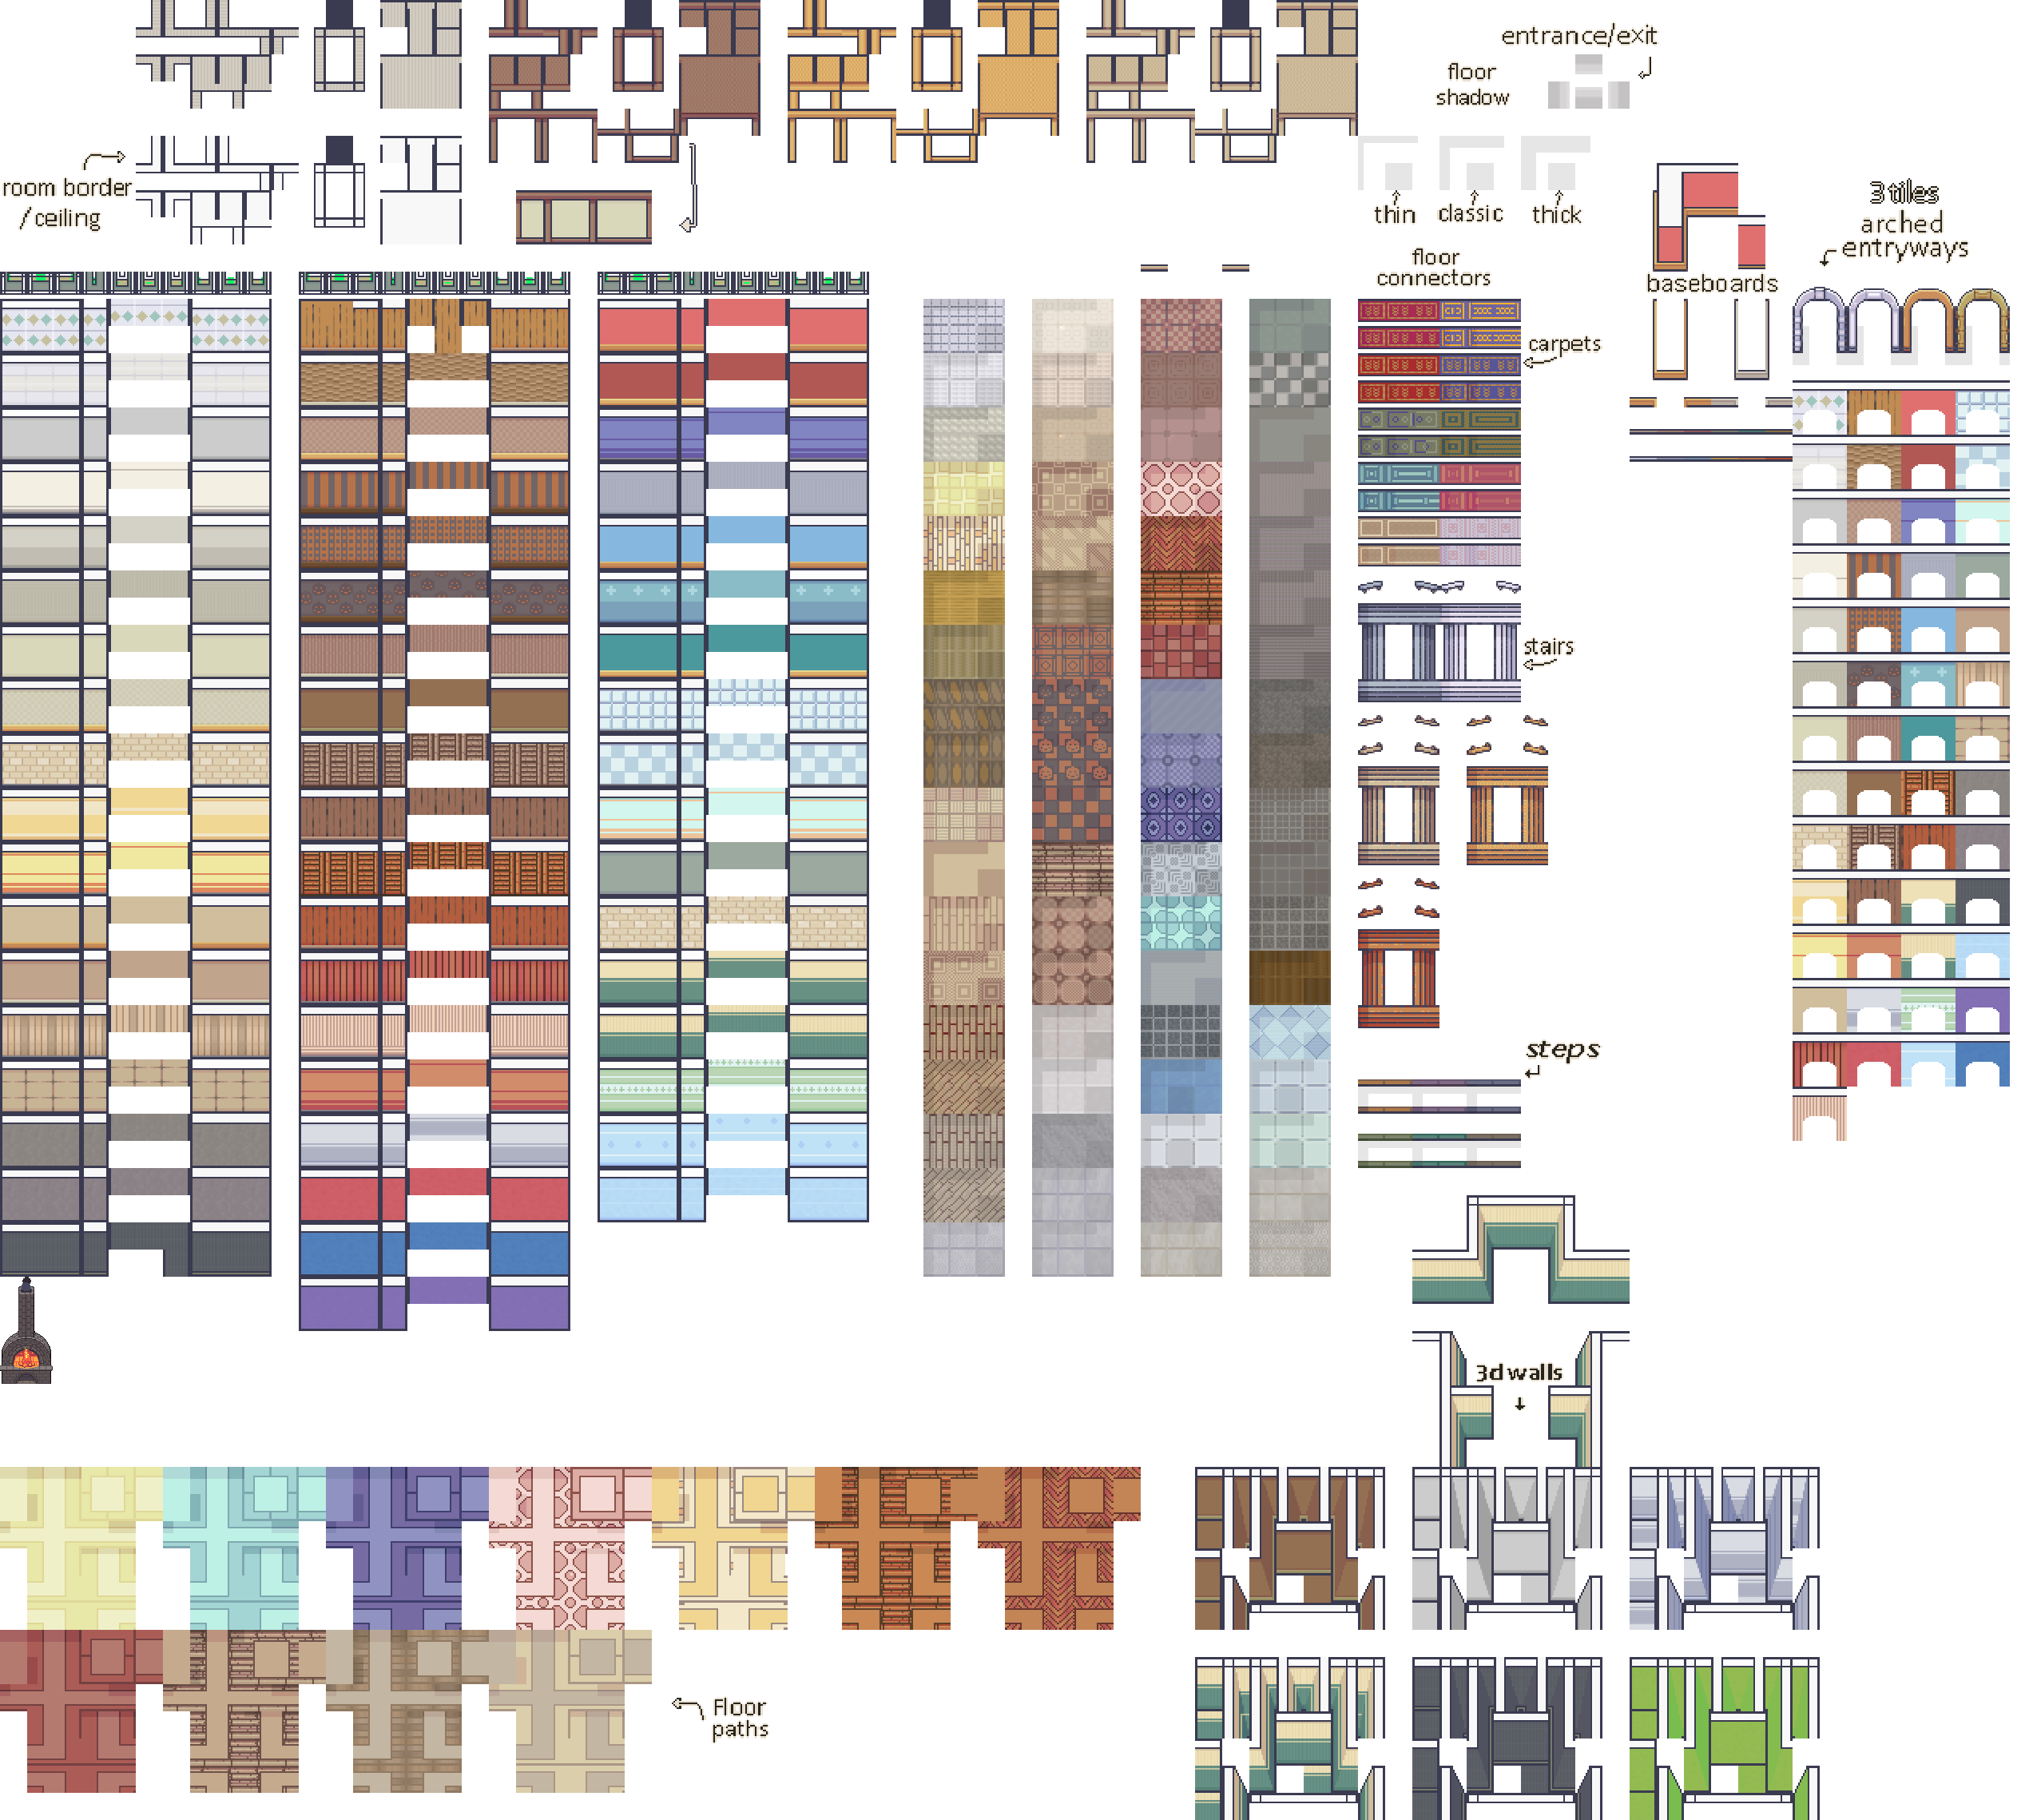 entrance/exit
floor
shadow
room border
/ceiling
thin
classic
thick
3 tiles
arched
entryways
floor
connectors
baseboards
carpets
stairs
steps
3d walls
Floor
paths